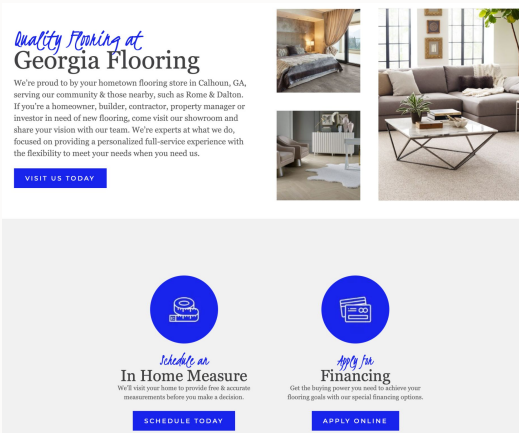 Quality Flooring at
Georgia Flooring
We're proud to by your hometown flooring store in Calhoun, GA,
serving our community & those nearby, such as Rome & Dalton.
If you're a homeowner, builder, contractor, property manager or
investor in need of new flooring, come visit our showroom and
share your vision with our team. We're experts at what we do,
focused on providing a personalized full-service experience with
the flexibility to meet your needs when you need us.
VISIT US TODAY
Schedule an
In Home Measure
We'll visit your home to provide free & accurate
measurements before you make a decision.
SCHEDULE TODAY
Apply for
Financing
Get the buying power you need to achieve your
flooring goals with our special financing options.
APPLY ONLINE